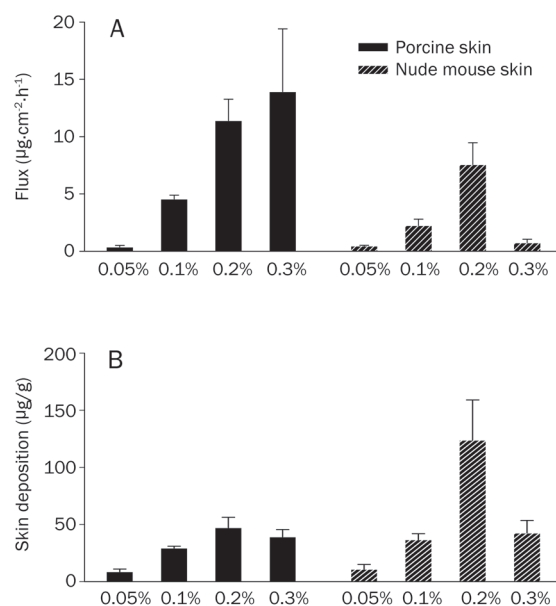 A
Porcine skin
Nude mouse skin
Flux (µg·cm⁻²·h⁻¹)
20
15
10
5
0
0.05% 0.1% 0.2% 0.3% 0.05% 0.1% 0.2% 0.3%
B
Skin deposition (µg/g)
200
150
100
50
0
0.05% 0.1% 0.2% 0.3% 0.05% 0.1% 0.2% 0.3%